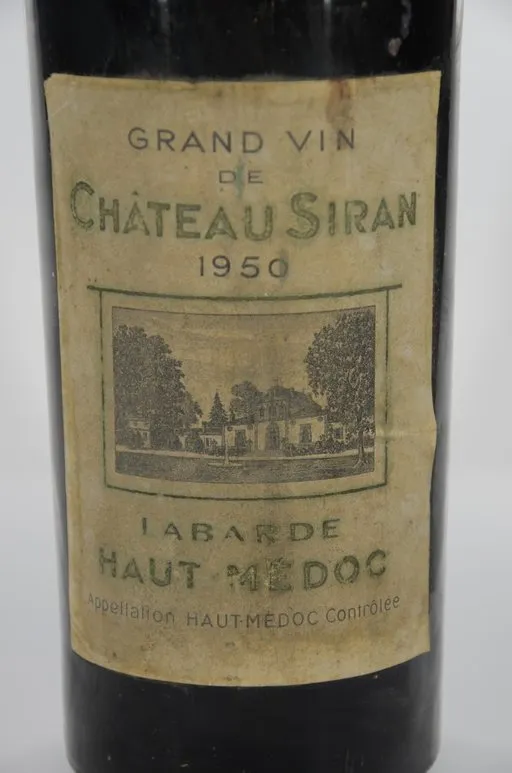 GRAND VIN
DE
CHÂTEAU SIRAN
1950
LABARDE
HAUT-MÉDOC
Appellation HAUT-MÉDOC Contrôlée